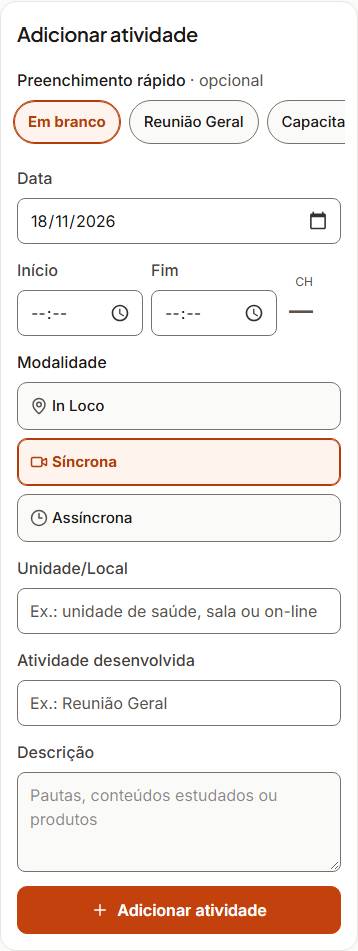 Adicionar atividade
Preenchimento rápido · opcional
Em branco Reunião Geral Capacita
Data
18/11/2026
Início Fim CH
--:-- --:-- —
Modalidade
In Loco
Síncrona
Assíncrona
Unidade/Local
Ex.: unidade de saúde, sala ou on-line
Atividade desenvolvida
Ex.: Reunião Geral
Descrição
Pautas, conteúdos estudados ou
produtos
+ Adicionar atividade